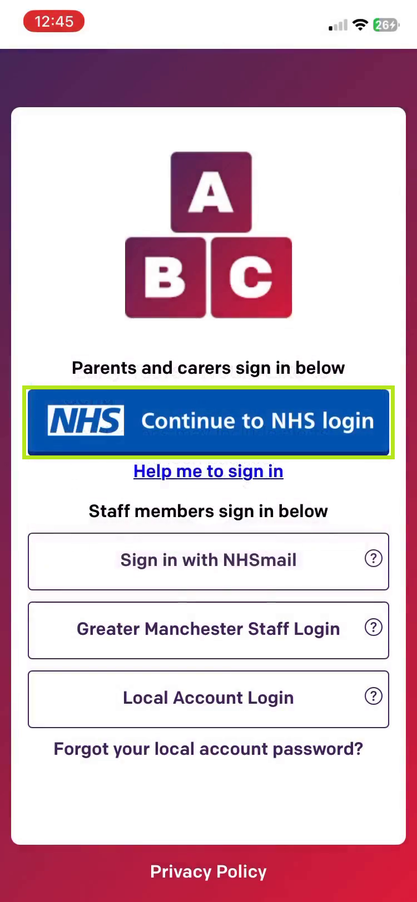 12:45
26
A
B C
Parents and carers sign in below
NHS Continue to NHS login
Help me to sign in
Staff members sign in below
Sign in with NHSmail ?
Greater Manchester Staff Login ?
Local Account Login ?
Forgot your local account password?
Privacy Policy